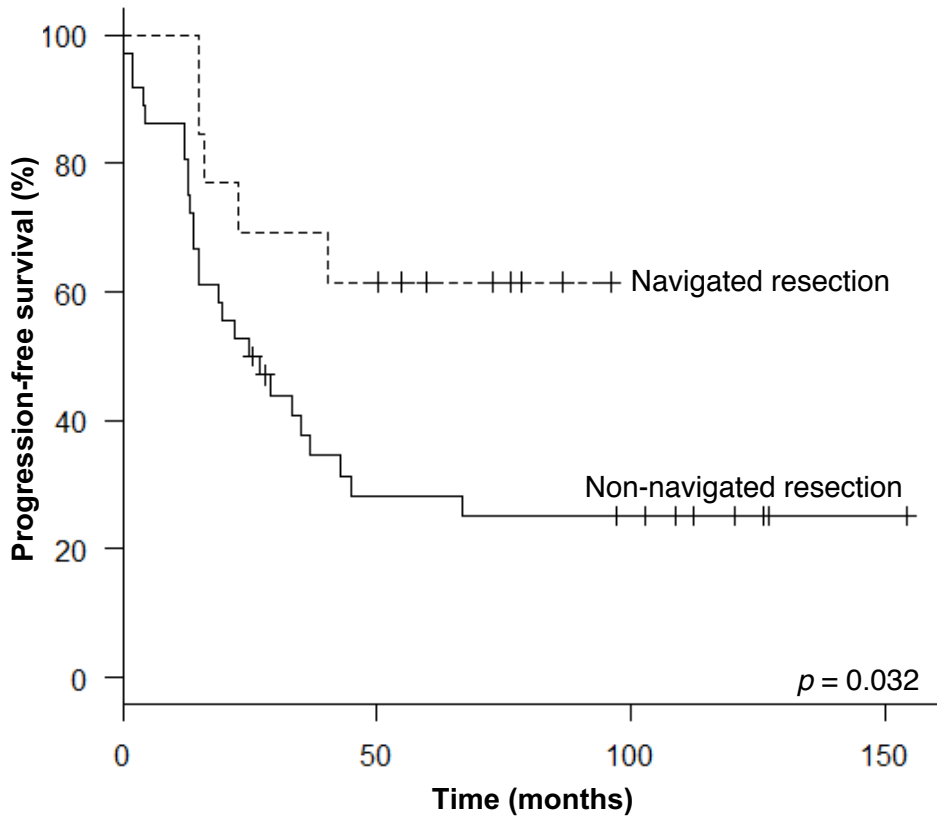 Progression-free survival (%)
100
80
60
40
20
0
Navigated resection
Non-navigated resection
p = 0.032
0 50 100 150
Time (months)